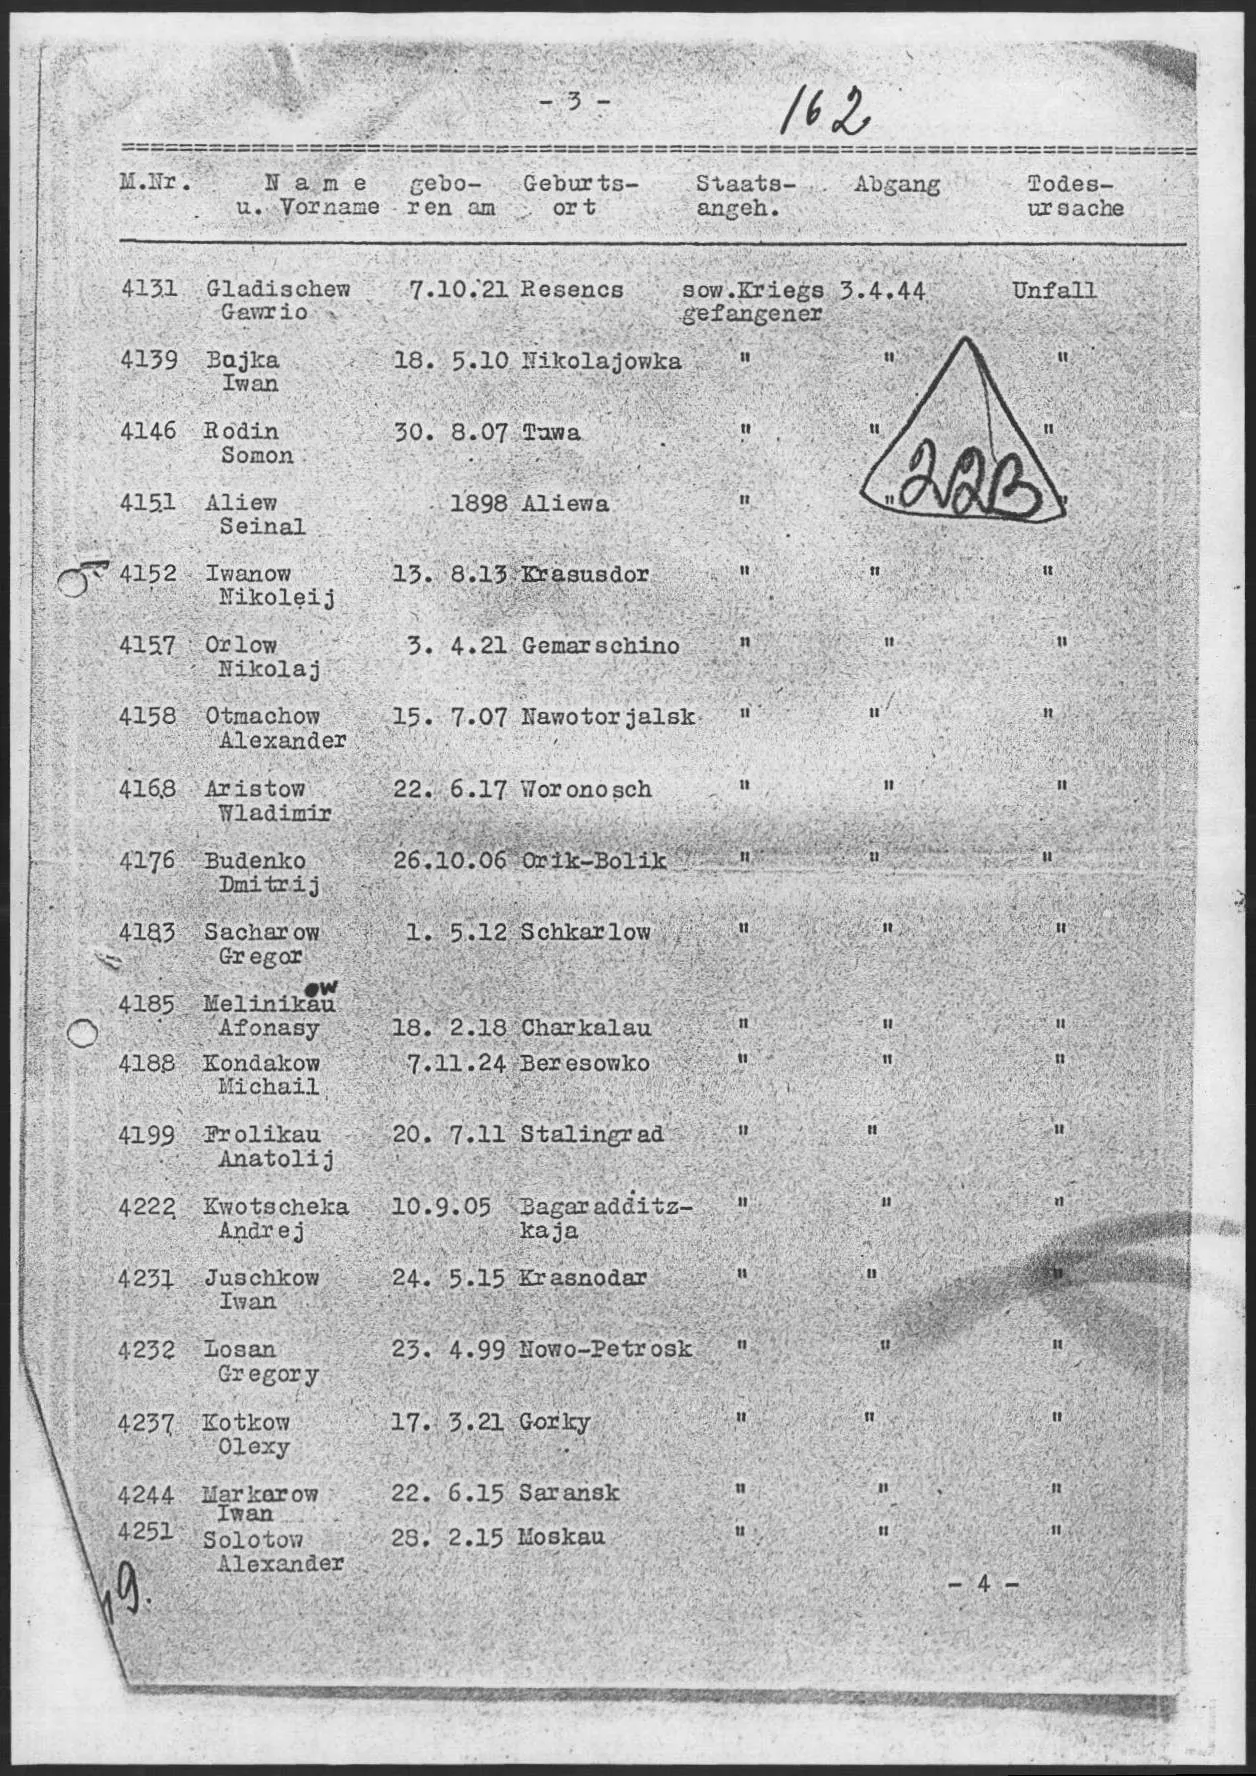 - 3 -
162
M.Nr. N a m e gebo- Geburts- Staats- Abgang Todes-
u. Vorname ren am ort angeh. ursache
4131 Gladischew 7.10.21 Resencs sow.Kriegs 3.4.44 Unfall
Gawrio gefangener
4139 Bajka 18. 5.10 Nikolajowka " " "
Iwan
4146 Rodin 30. 8.07 Tuwa " " "
Somon
4151 Aliew 1898 Aliewa " " "
Seinal
22B
4152 Iwanow 13. 8.13 Krasusdor " " "
Nikoleij
4157 Orlow 3. 4.21 Gemarschino " " "
Nikolaj
4158 Otmachow 15. 7.07 Nawotorjalsk " " "
Alexander
4168 Aristow 22. 6.17 Woronosch " " "
Wladimir
4176 Budenko 26.10.06 Orik-Bolik " " "
Dmitrij
4183 Sacharow 1. 5.12 Schkarlow " " "
Gregor
ow
4185 Melinikau
Afonasy 18. 2.18 Charkalau " " "
4188 Kondakow 7.11.24 Beresowko " " "
Michail
4199 Frolikau 20. 7.11 Stalingrad " " "
Anatolij
4222 Kwotscheka 10.9.05 Bagaradditz- " " "
Andrej kaja
4231 Juschkow 24. 5.15 Krasnodar " " "
Iwan
4232 Losan 23. 4.99 Nowo-Petrosk " " "
Gregory
4237 Kotkow 17. 3.21 Gorky " " "
Olexy
4244 Markarow 22. 6.15 Saransk " " "
Iwan
4251 Solotow 28. 2.15 Moskau " " "
Alexander
- 4 -
19.